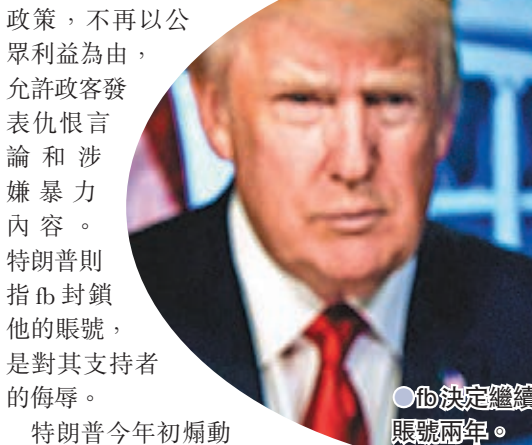 政策，不再以公
眾利益為由，
允許政客發
表仇恨言
論和涉
嫌暴力
內容。
特朗普則
指fb封鎖
他的賬號，
是對其支持者
的侮辱。
特朗普今年初煽動
●fb決定繼續
賬號兩年。